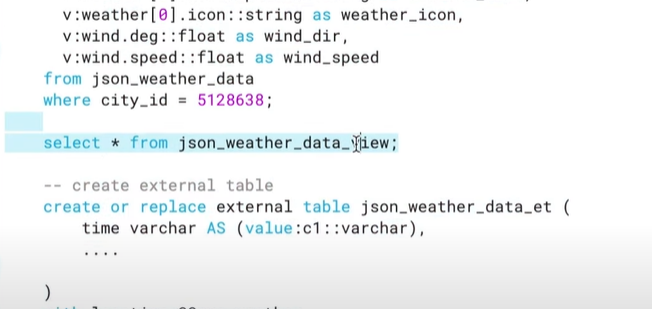 v:weather[0].icon::string as weather_icon,
v:wind.deg::float as wind_dir,
v:wind.speed::float as wind_speed
from json_weather_data
where city_id = 5128638;
select * from json_weather_data_view;
-- create external table
create or replace external table json_weather_data_et (
time varchar AS (value:c1::varchar),
....
)